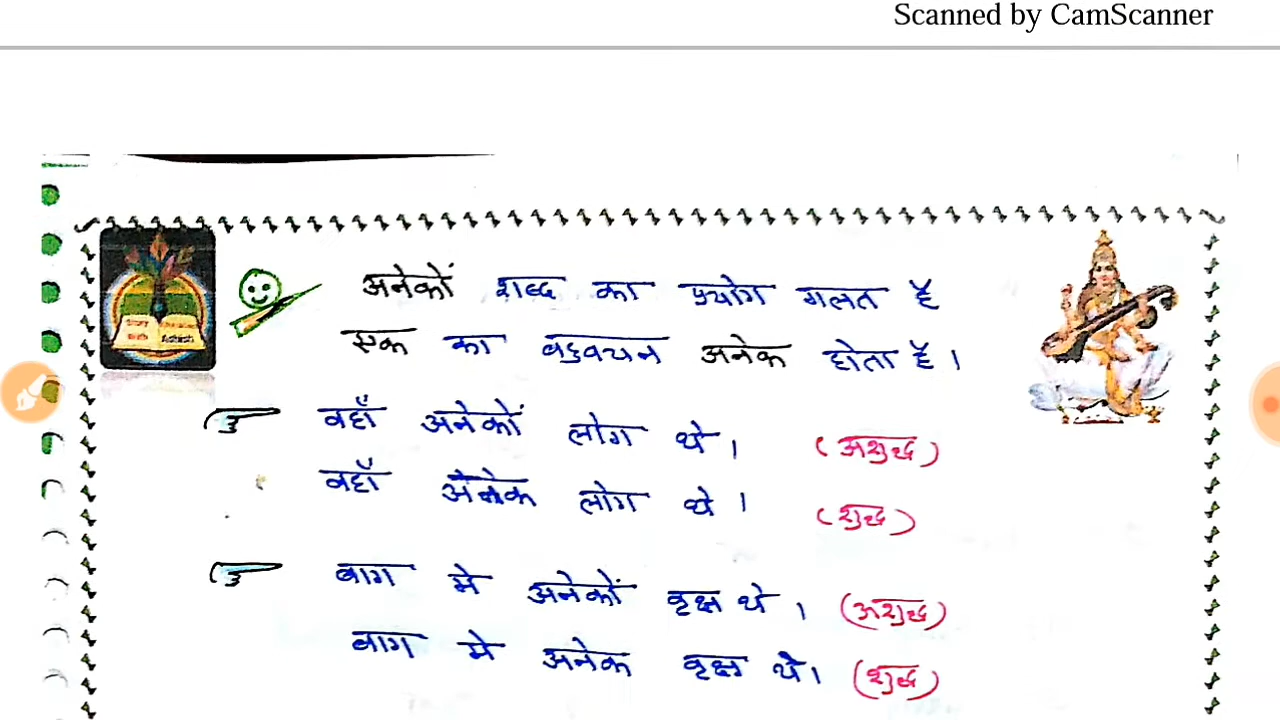 Scanned by CamScanner
अनेकों शब्द का प्रयोग गलत है
एक का बहुवचन अनेक होता है।
वहाँ अनेकों लोग थे। (अशुद्ध)
वहाँ अनेक लोग थे। (शुद्ध)
बाग मे अनेकों वृक्ष थे। (अशुद्ध)
बाग मे अनेक वृक्ष थे। (शुद्ध)